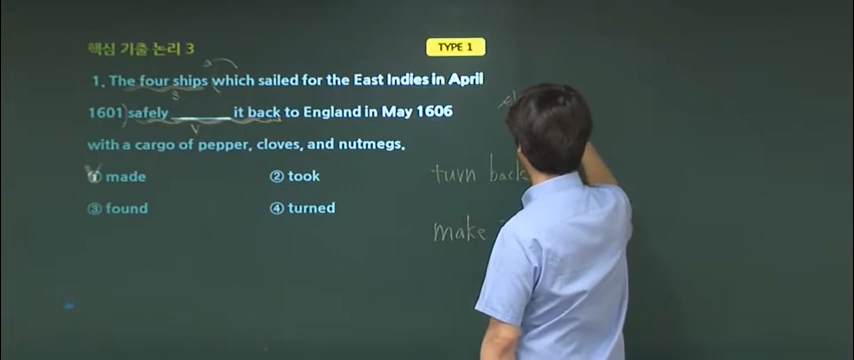 핵심 기출 논리 3
TYPE 1
1. The four ships which sailed for the East Indies in April
1601 safely ______ it back to England in May 1606
with a cargo of pepper, cloves, and nutmegs.
① made
② took
③ found
④ turned
S
V
turn back
make